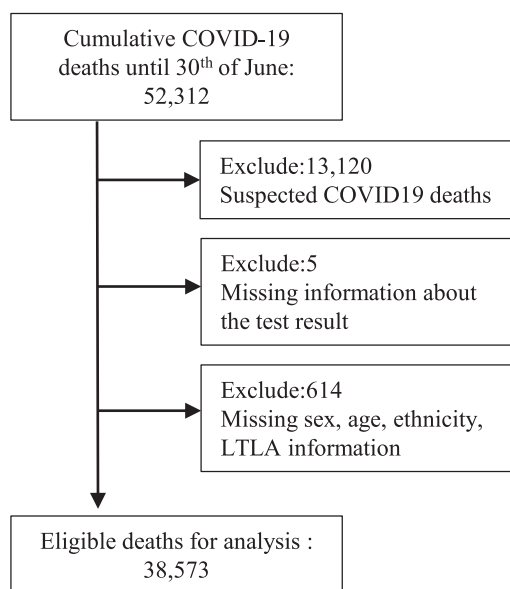 Cumulative COVID-19
deaths until 30th of June:
52,312
Exclude:13,120
Suspected COVID19 deaths
Exclude:5
Missing information about
the test result
Exclude:614
Missing sex, age, ethnicity,
LTLA information
Eligible deaths for analysis :
38,573